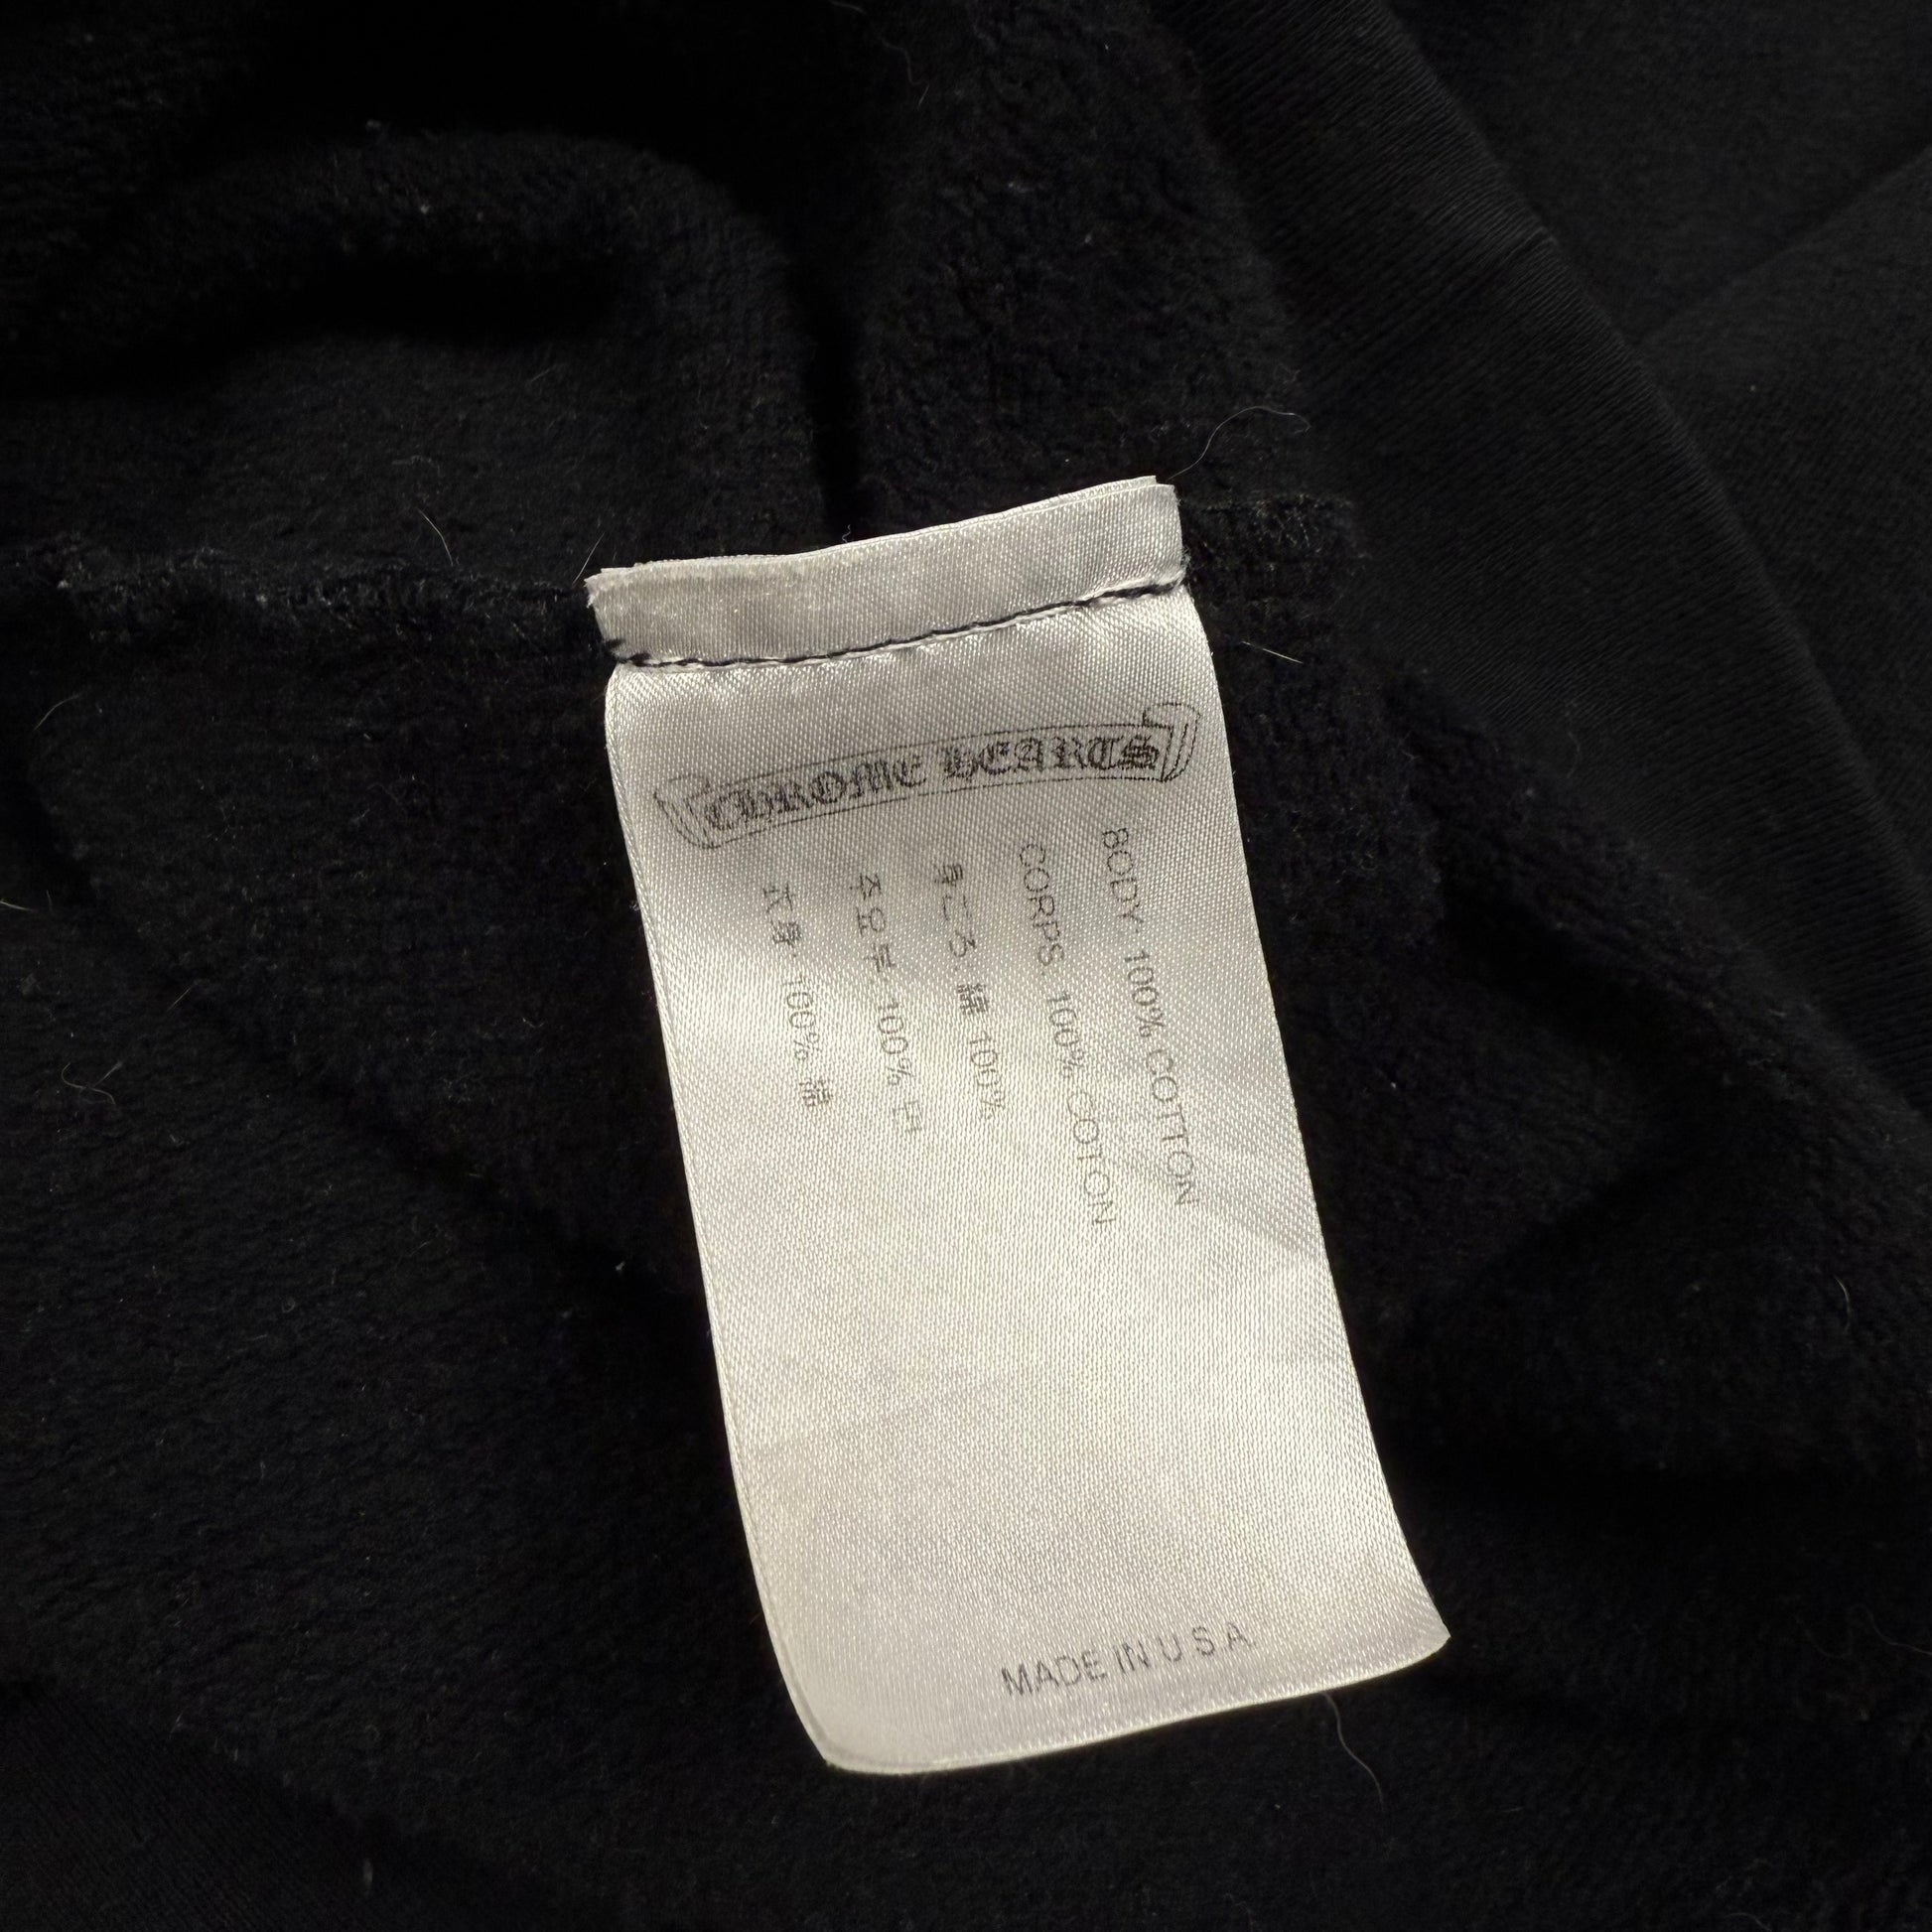 CHROME HEARTS
BODY: 100% COTTON
CORPS: 100% COTON
身ごろ: 綿 100%
주요부: 100% 면
衣身: 100% 棉
MADE IN U.S.A.